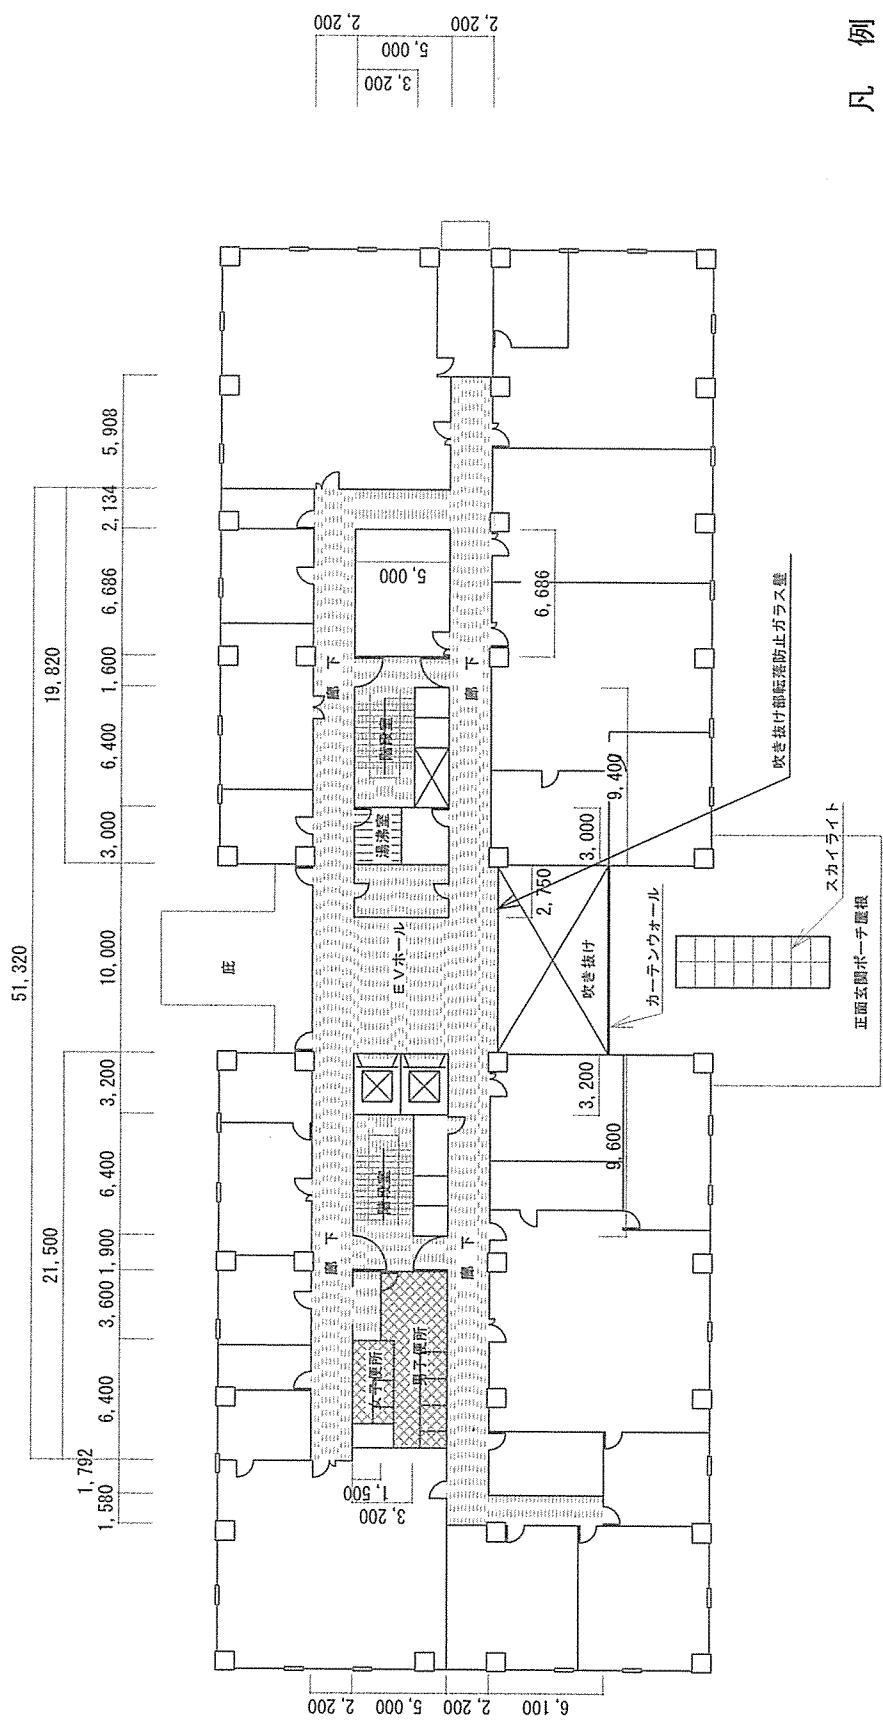 51,320
21,500
19,820
1,580
1,792
6,400
3,600
1,900
6,400
3,200
10,000
3,000
6,400
1,600
6,686
2,134
5,908
2,200
5,000
3,200
2,200
庇
廊下
廊下
女子便所
男子便所
階段室
EVホール
湯沸室
階段室
5,000
廊下
廊下
1,500
3,200
2,200
5,000
2,200
6,100
6,686
3,200
9,600
2,750
3,000
9,400
吹き抜け
カーテンウォール
スカイライト
吹き抜け部転落防止ガラス壁
正面玄関ポーチ屋根
凡例